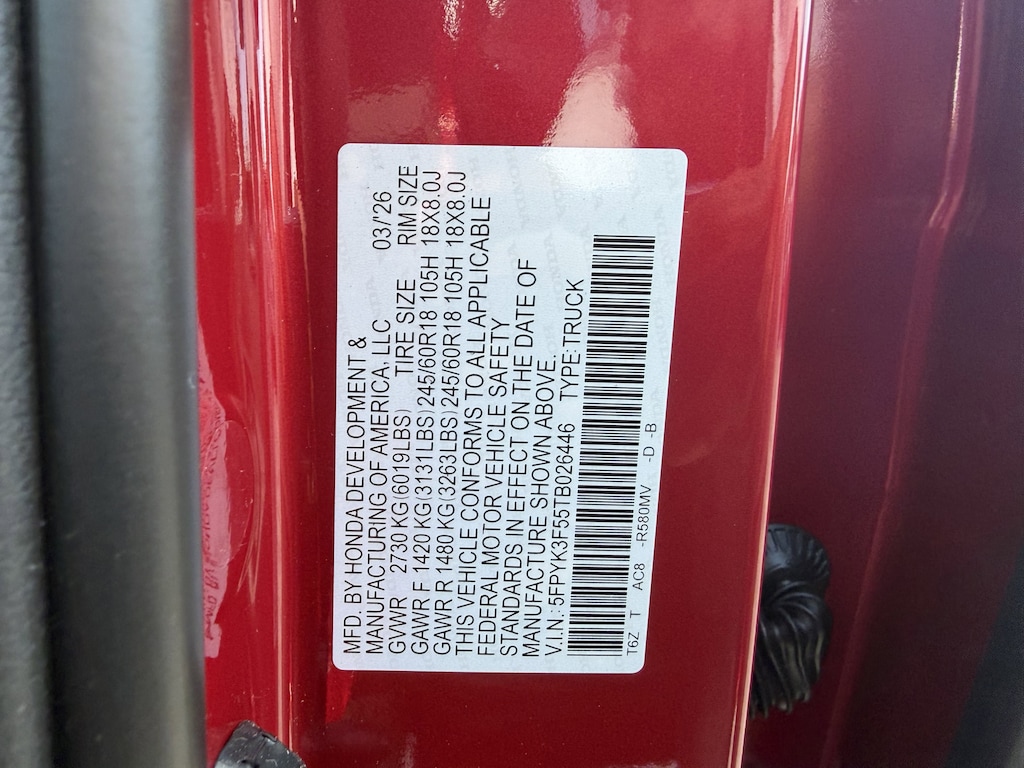 MFD. BY HONDA DEVELOPMENT &
MANUFACTURING OF AMERICA, LLC 03/'26
GVWR 2730 KG(6019LBS) TIRE SIZE RIM SIZE
GAWR F 1420 KG(3131LBS) 245/60R18 105H 18X8.0J
GAWR R 1480 KG(3263LBS) 245/60R18 105H 18X8.0J
THIS VEHICLE CONFORMS TO ALL APPLICABLE
FEDERAL MOTOR VEHICLE SAFETY
STANDARDS IN EFFECT ON THE DATE OF
MANUFACTURE SHOWN ABOVE.
V.I.N.: 5FPYK3F55TB026446 TYPE:TRUCK
T6Z T AC8 -R580MV -D -B